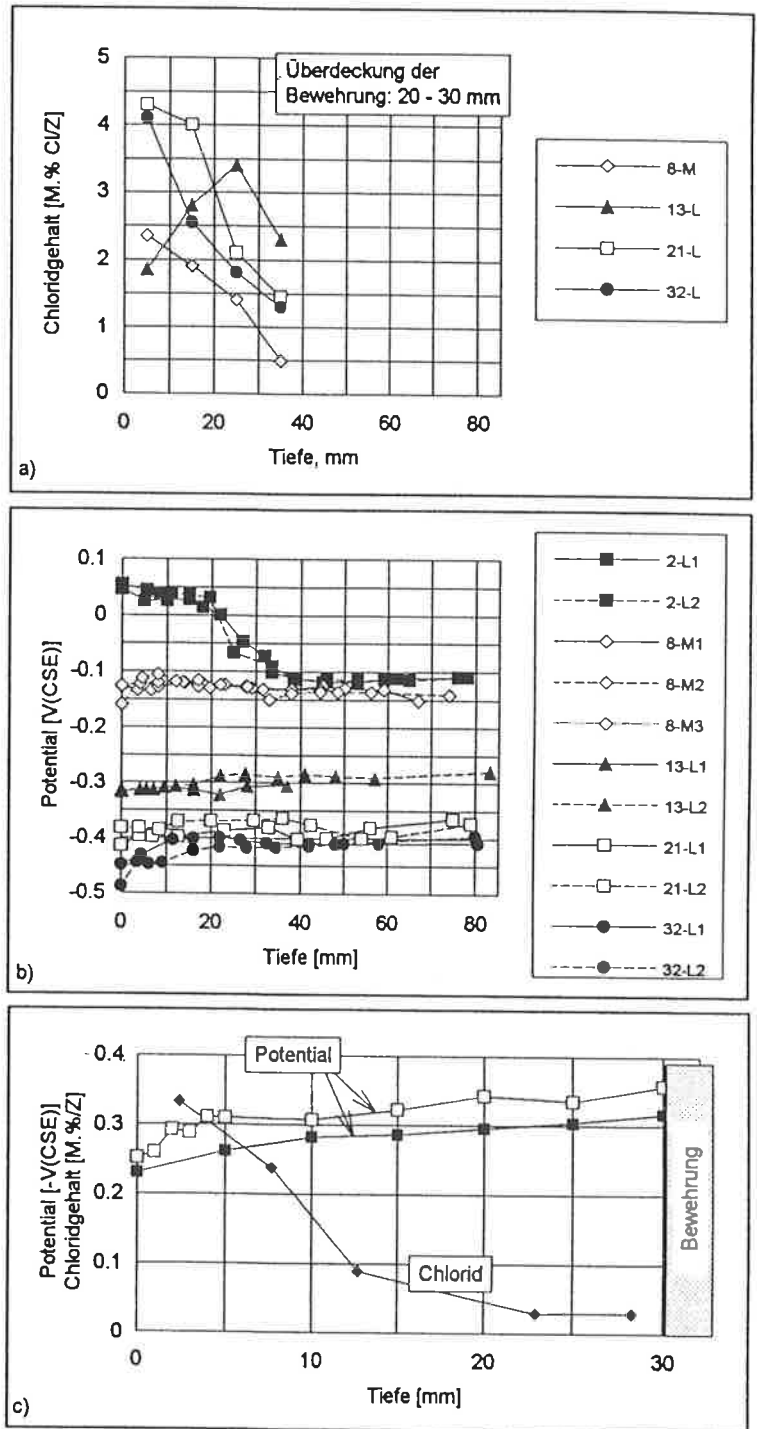 5
4
3
2
1
0
Chloridgehalt [M.% Cl/Z]
Überdeckung der
Bewehrung: 20 - 30 mm
0 20 40 60 80
Tiefe, mm
8-M
13-L
21-L
32-L
a)
0.1
0
-0.1
-0.2
-0.3
-0.4
-0.5
Potential [V(CSE)]
0 20 40 60 80
Tiefe [mm]
2-L1
2-L2
8-M1
8-M2
8-M3
13-L1
13-L2
21-L1
21-L2
32-L1
32-L2
b)
0.4
0.3
0.2
0.1
0
Potential [-V(CSE)]
Chloridgehalt [M.%/Z]
Potential
Chlorid
Bewehrung
0 10 20 30
Tiefe [mm]
c)